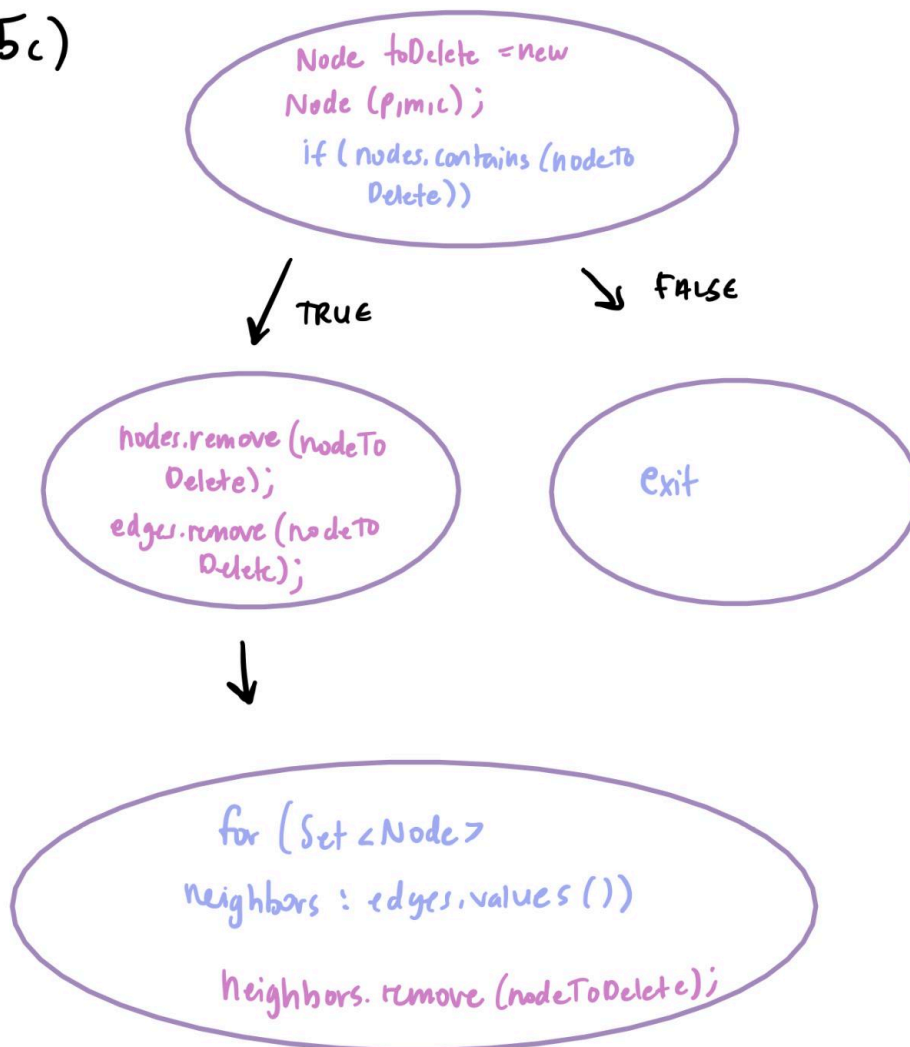 5c)
Node toDelete = new
Node (p,m,c);
if (nodes.contains (nodeTo
Delete))
TRUE
FALSE
nodes.remove (nodeTo
Delete);
edges.remove (nodeTo
Delete);
exit
for (Set <Node>
neighbors : edges.values ())
neighbors. remove (nodeToDelete);